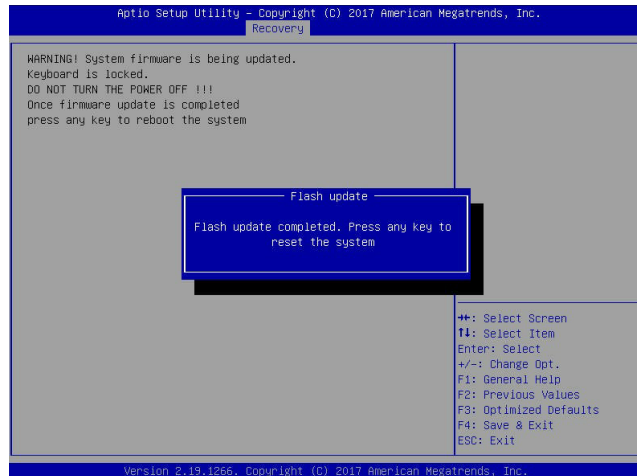 Aptio Setup Utility – Copyright (C) 2017 American Megatrends, Inc.
Recovery
WARNING! System firmware is being updated.
Keyboard is locked.
DO NOT TURN THE POWER OFF !!!
Once firmware update is completed
press any key to reboot the system
Flash update
Flash update completed. Press any key to
reset the system
→←: Select Screen
↑↓: Select Item
Enter: Select
+/-: Change Opt.
F1: General Help
F2: Previous Values
F3: Optimized Defaults
F4: Save & Exit
ESC: Exit
Version 2.19.1266. Copyright (C) 2017 American Megatrends, Inc.